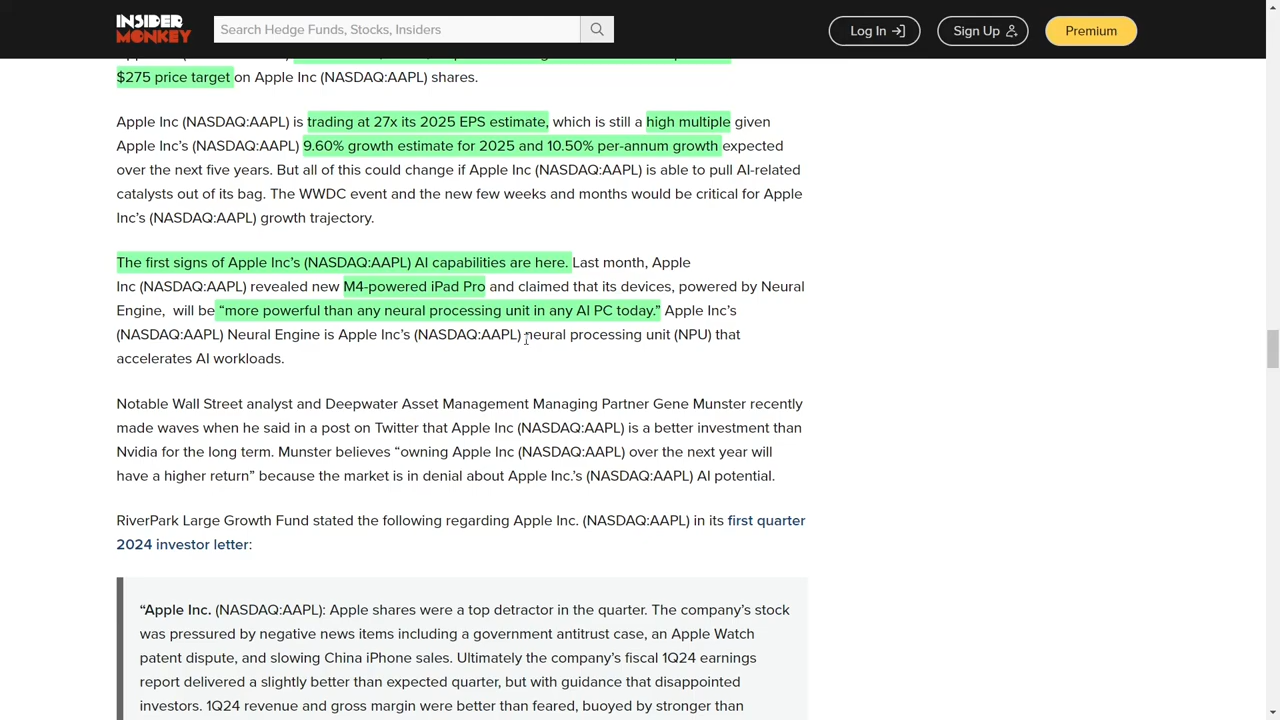 INSIDER
MONKEY
Search Hedge Funds, Stocks, Insiders
Log In
Sign Up
Premium
$275 price target on Apple Inc (NASDAQ:AAPL) shares.
Apple Inc (NASDAQ:AAPL) is trading at 27x its 2025 EPS estimate, which is still a high multiple given
Apple Inc’s (NASDAQ:AAPL) 9.60% growth estimate for 2025 and 10.50% per-annum growth expected
over the next five years. But all of this could change if Apple Inc (NASDAQ:AAPL) is able to pull AI-related
catalysts out of its bag. The WWDC event and the new few weeks and months would be critical for Apple
Inc’s (NASDAQ:AAPL) growth trajectory.
The first signs of Apple Inc’s (NASDAQ:AAPL) AI capabilities are here. Last month, Apple
Inc (NASDAQ:AAPL) revealed new M4-powered iPad Pro and claimed that its devices, powered by Neural
Engine, will be “more powerful than any neural processing unit in any AI PC today.” Apple Inc’s
(NASDAQ:AAPL) Neural Engine is Apple Inc’s (NASDAQ:AAPL) neural processing unit (NPU) that
accelerates AI workloads.
Notable Wall Street analyst and Deepwater Asset Management Managing Partner Gene Munster recently
made waves when he said in a post on Twitter that Apple Inc (NASDAQ:AAPL) is a better investment than
Nvidia for the long term. Munster believes “owning Apple Inc (NASDAQ:AAPL) over the next year will
have a higher return” because the market is in denial about Apple Inc.’s (NASDAQ:AAPL) AI potential.
RiverPark Large Growth Fund stated the following regarding Apple Inc. (NASDAQ:AAPL) in its first quarter
2024 investor letter:
“Apple Inc. (NASDAQ:AAPL): Apple shares were a top detractor in the quarter. The company’s stock
was pressured by negative news items including a government antitrust case, an Apple Watch
patent dispute, and slowing China iPhone sales. Ultimately the company’s fiscal 1Q24 earnings
report delivered a slightly better than expected quarter, but with guidance that disappointed
investors. 1Q24 revenue and gross margin were better than feared, buoyed by stronger than